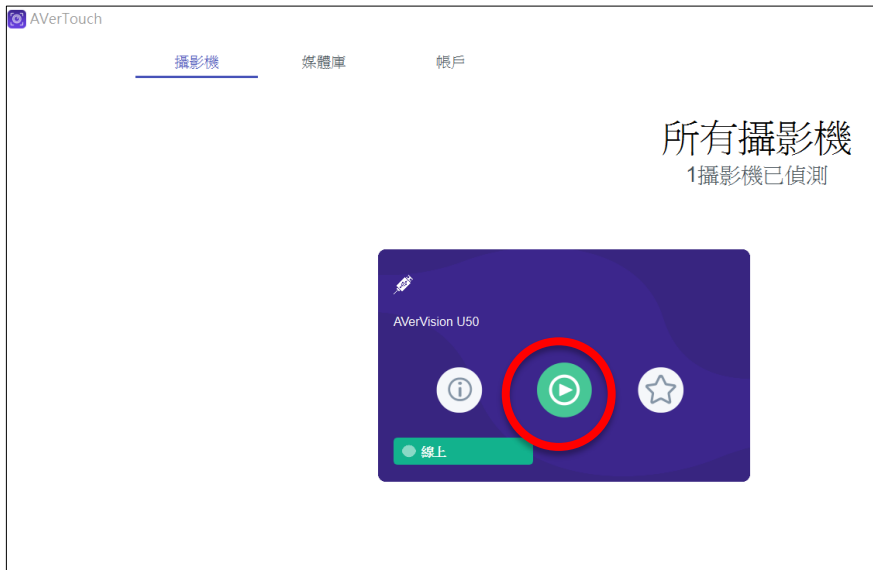 AVerTouch
攝影機 媒體庫 帳戶
所有攝影機
1攝影機已偵測
AVerVision U50
線上